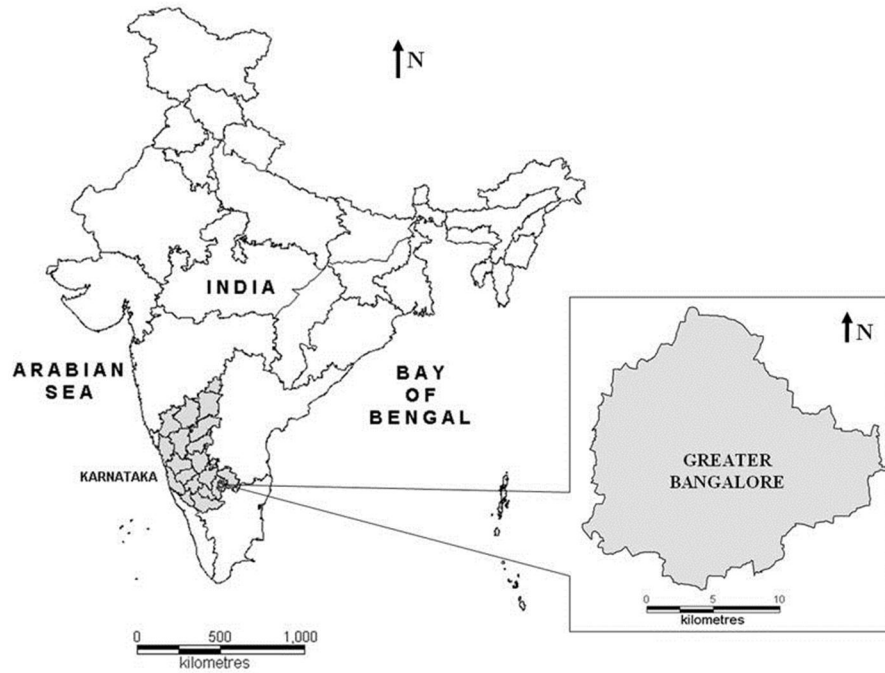 N
INDIA
ARABIAN
SEA
BAY
OF
BENGAL
KARNATAKA
0 500 1,000
kilometres
N
GREATER
BANGALORE
0 5 10
kilometres